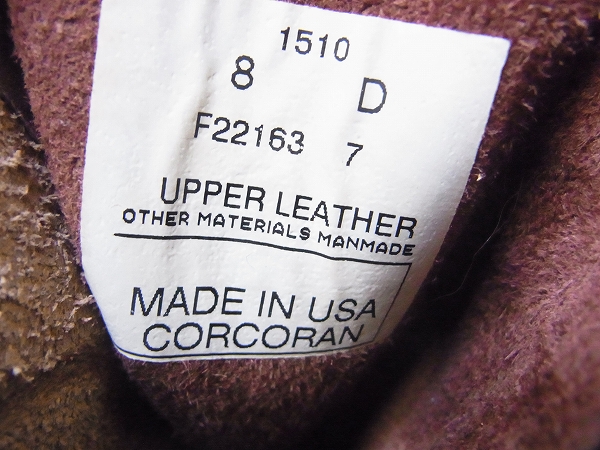 1510
8 D
F22163 7
UPPER LEATHER
OTHER MATERIALS MANMADE
MADE IN USA
CORCORAN